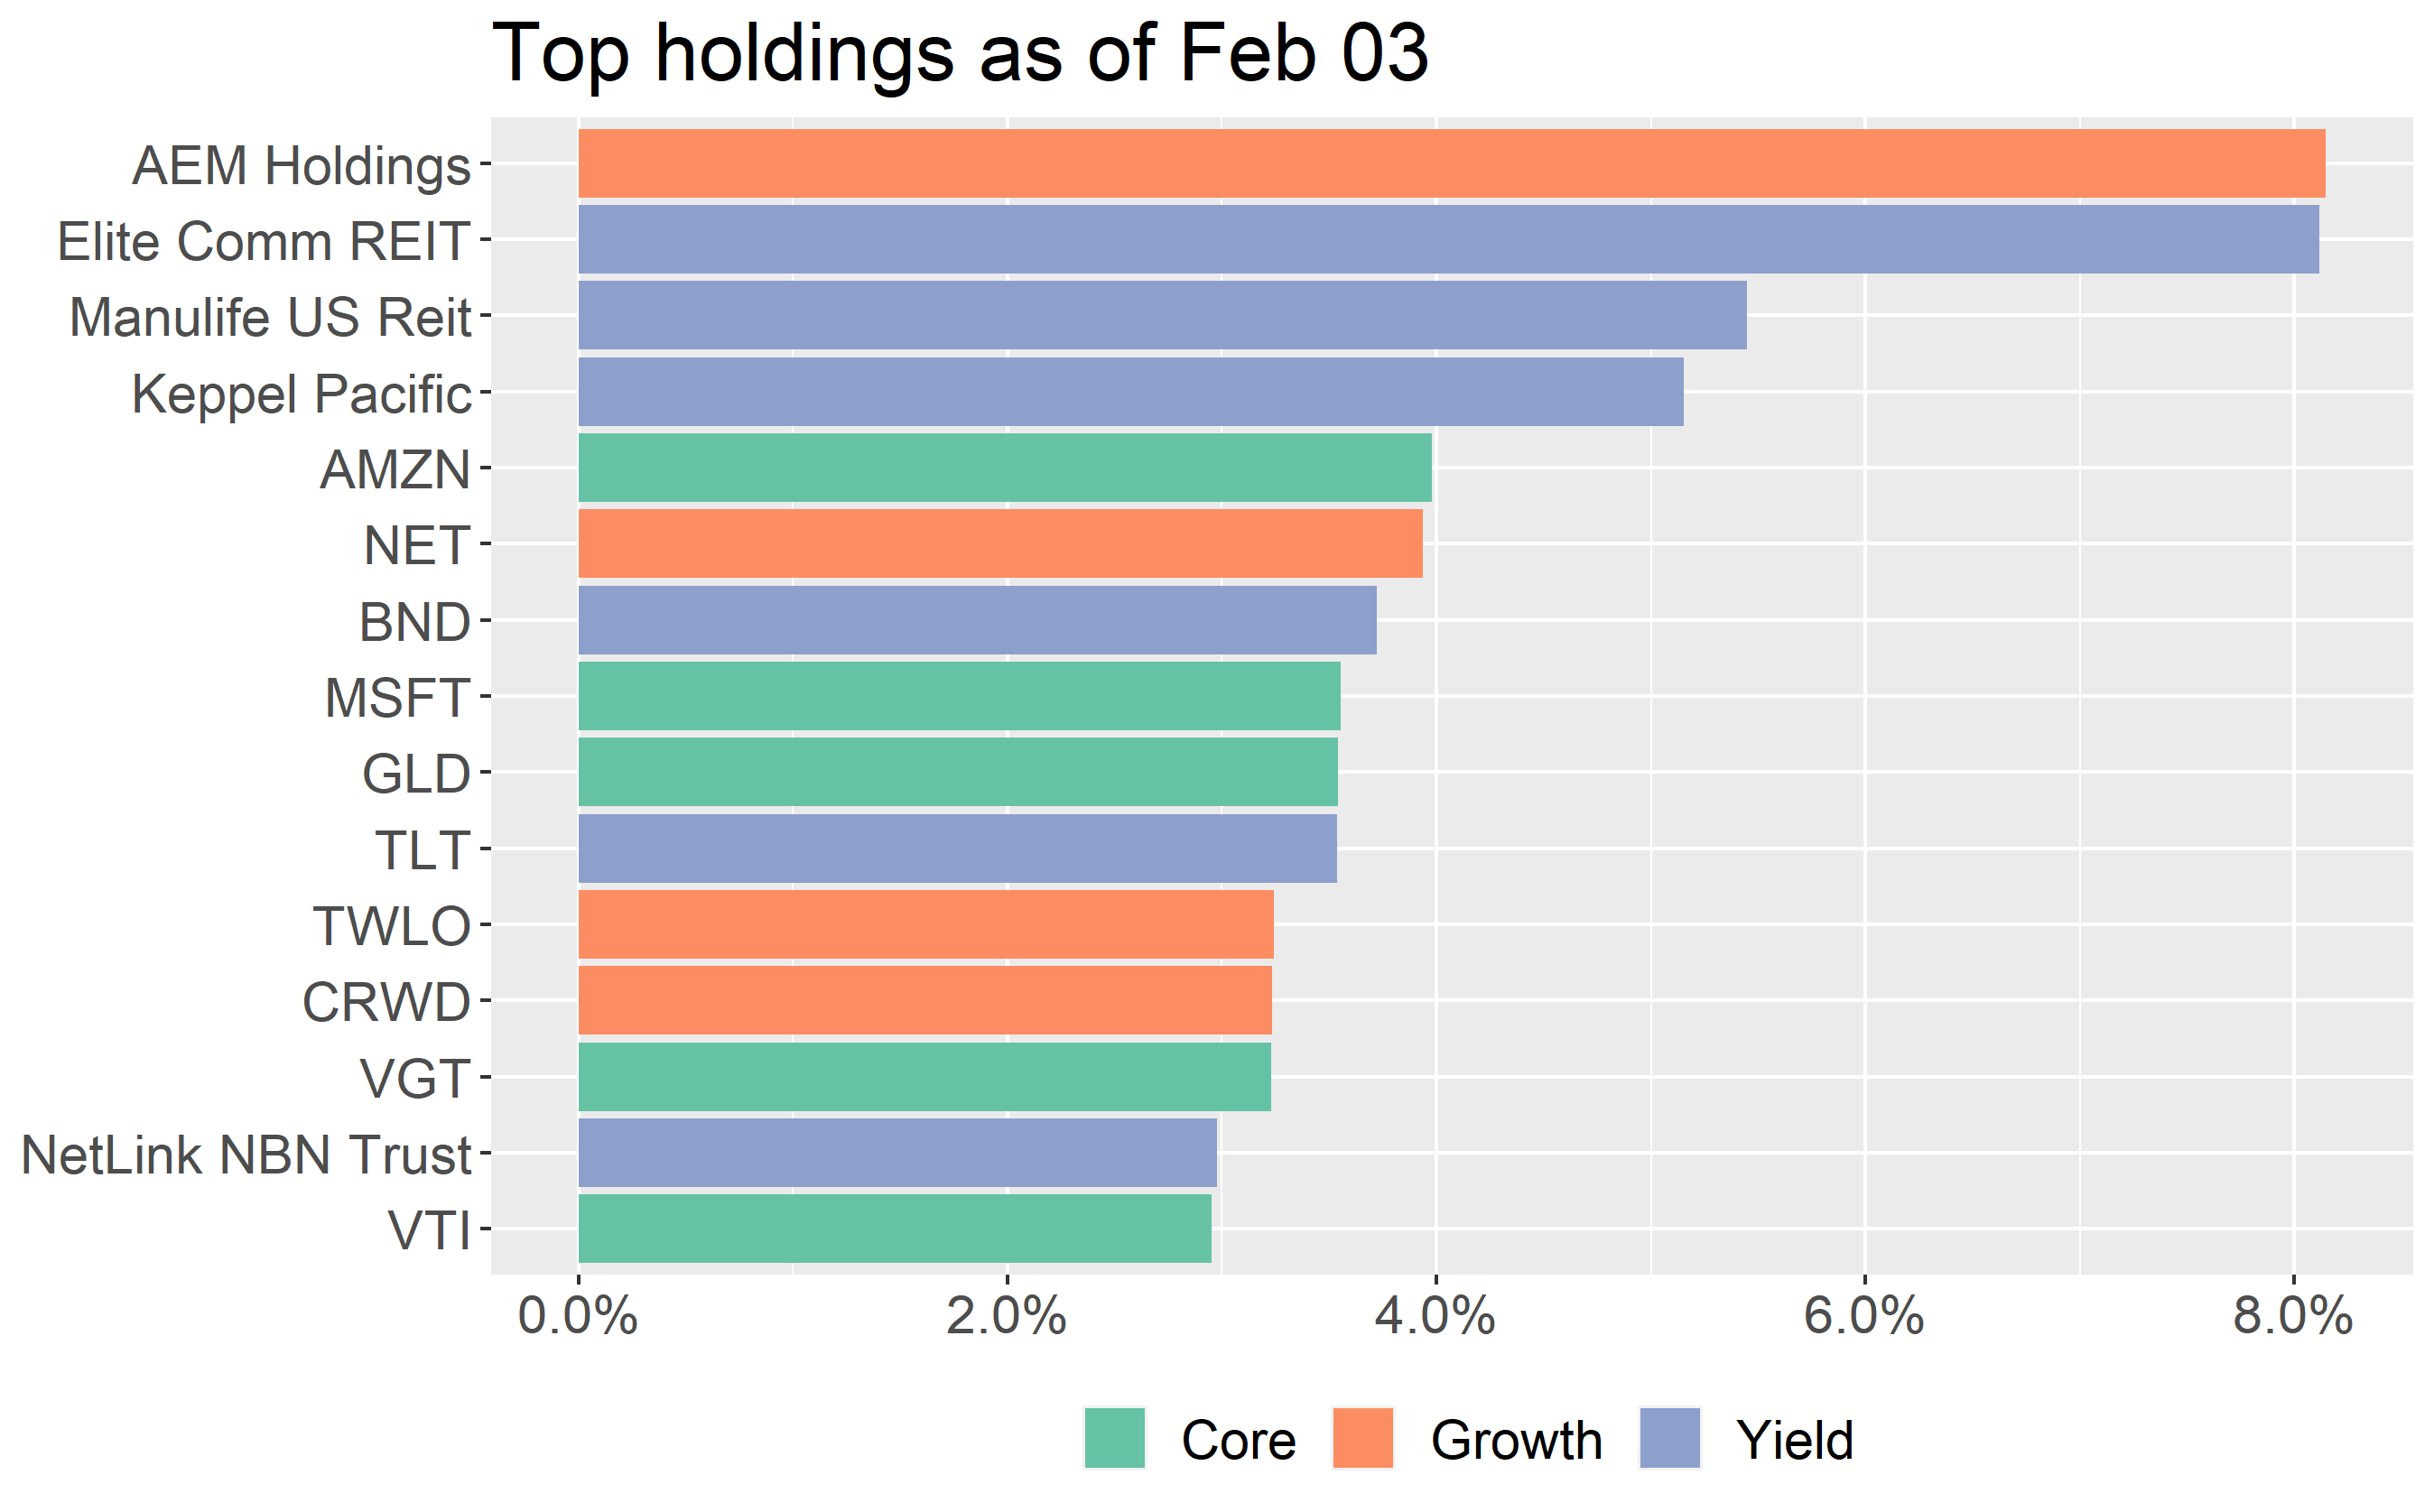 Top holdings as of Feb 03
AEM Holdings
Elite Comm REIT
Manulife US Reit
Keppel Pacific
AMZN
NET
BND
MSFT
GLD
TLT
TWLO
CRWD
VGT
NetLink NBN Trust
VTI
0.0% 2.0% 4.0% 6.0% 8.0%
Core Growth Yield